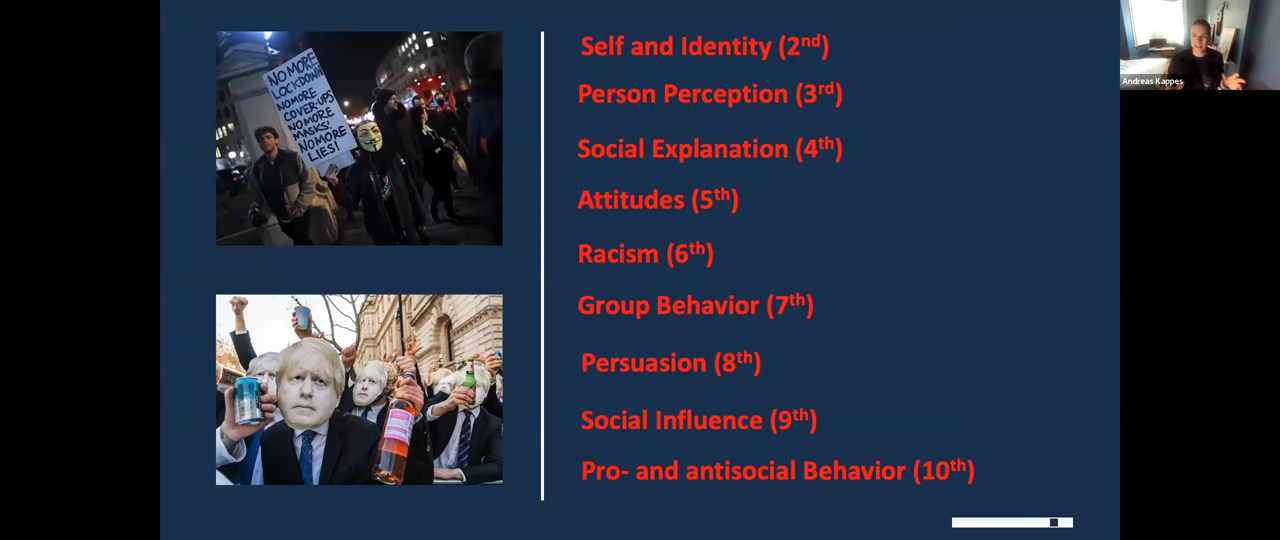 NO MORE
LOCKDOWN
NO MORE
COVER-UPS
NO MORE
MASKS!
NO MORE
LIES!
Self and Identity (2nd)
Person Perception (3rd)
Social Explanation (4th)
Attitudes (5th)
Racism (6th)
Group Behavior (7th)
Persuasion (8th)
Social Influence (9th)
Pro- and antisocial Behavior (10th)
Andreas Kappes